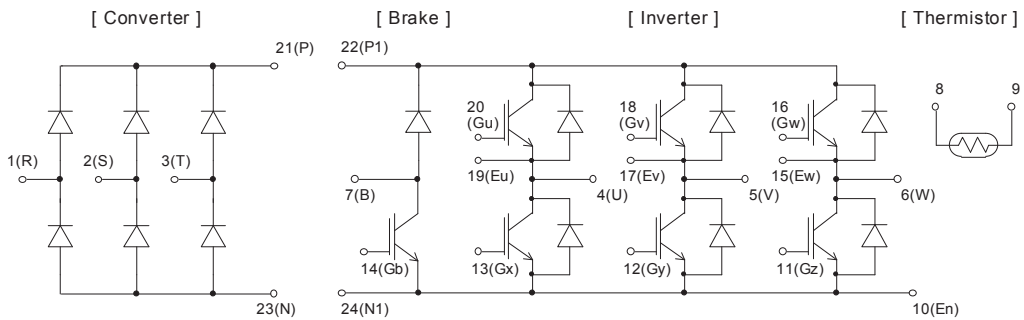 [ Converter ] [ Brake ] [ Inverter ] [ Thermistor ]
21(P) 22(P1)
20 (Gu) 18 (Gv) 16 (Gw) 8 9
1(R) 2(S) 3(T) 7(B) 19(Eu) 17(Ev) 15(Ew)
4(U) 5(V) 6(W)
14(Gb) 13(Gx) 12(Gy) 11(Gz)
23(N) 24(N1) 10(En)